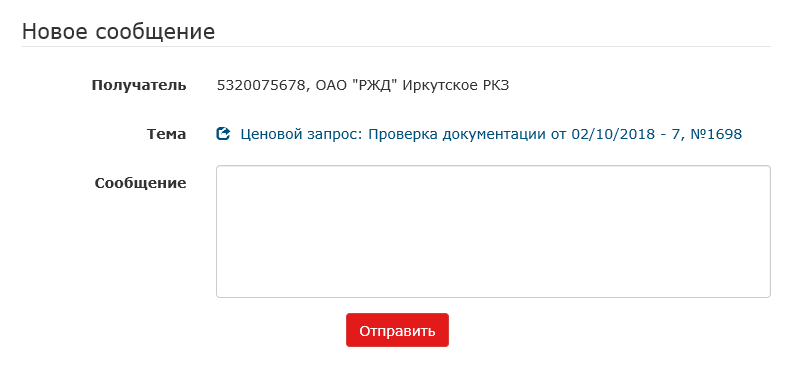 Новое сообщение
Получатель 5320075678, ОАО "РЖД" Иркутское РКЗ
Тема Ценовой запрос: Проверка документации от 02/10/2018 - 7, №1698
Сообщение
Отправить